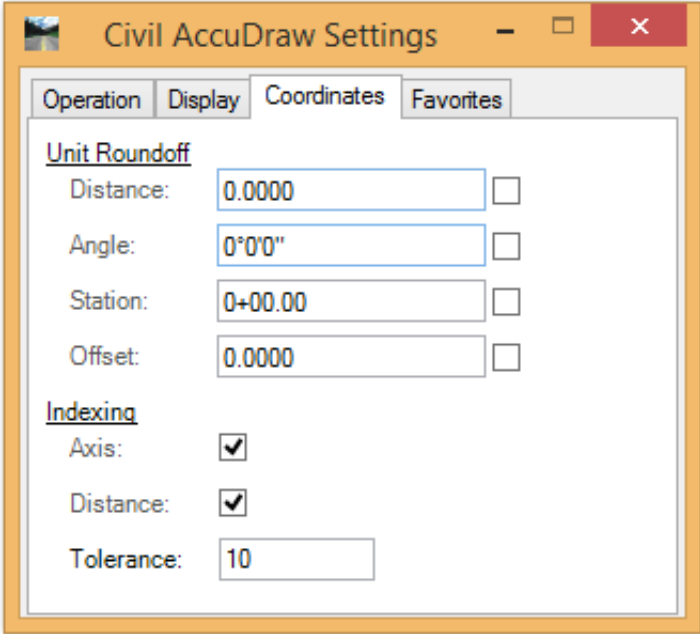 Civil AccuDraw Settings
Operation Display Coordinates Favorites
Unit Roundoff
Distance: 0.0000
Angle: 0°0'0"
Station: 0+00.00
Offset: 0.0000
Indexing
Axis:
Distance:
Tolerance: 10